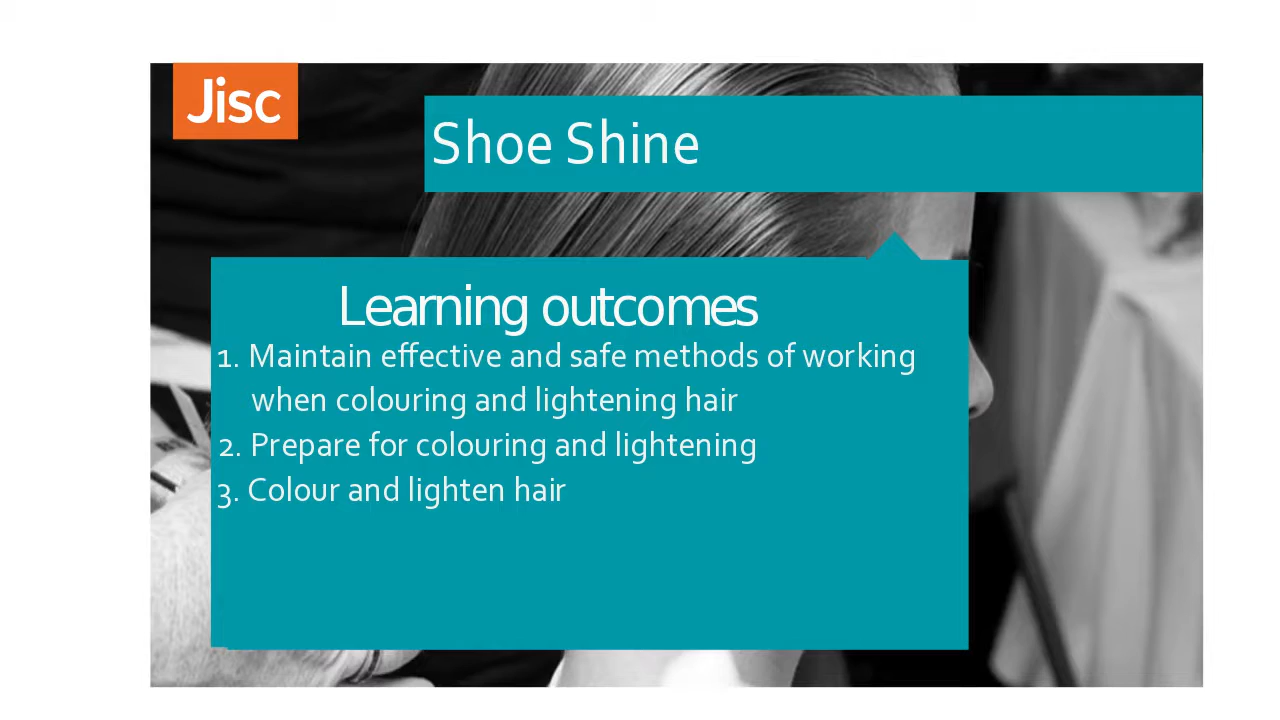 Jisc
Shoe Shine
Learning outcomes
1. Maintain effective and safe methods of working
when colouring and lightening hair
2. Prepare for colouring and lightening
3. Colour and lighten hair